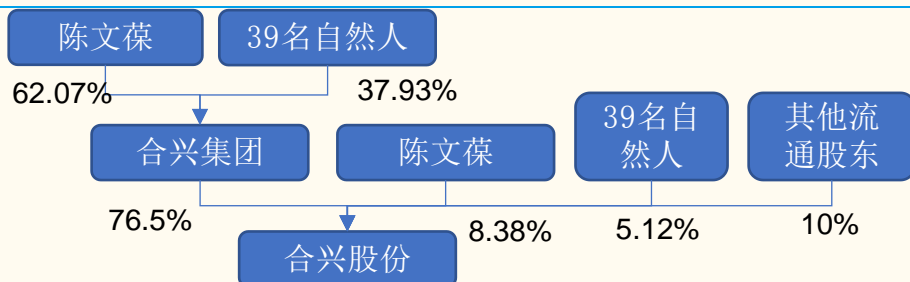 陈文葆
39名自然人
62.07%
37.93%
合兴集团
陈文葆
39名自
然人
其他流
通股东
76.5%
8.38%
5.12%
10%
合兴股份